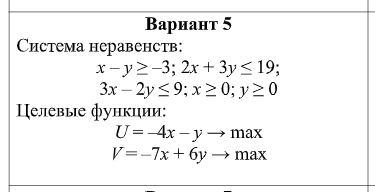 Вариант 5
Система неравенств:
x – y ≥ –3; 2x + 3y ≤ 19;
3x – 2y ≤ 9; x ≥ 0; y ≥ 0
Целевые функции:
U = –4x – y → max
V = –7x + 6y → max